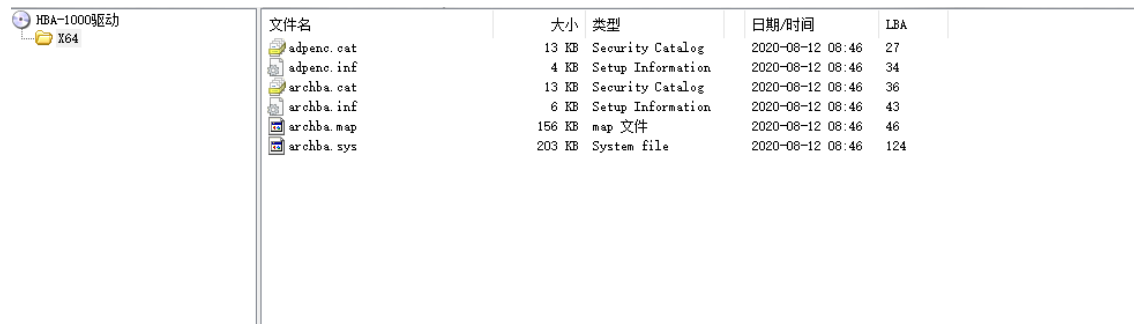 HBA-1000驱动
X64
文件名 大小 类型 日期/时间 LBA
adpenc.cat 13 KB Security Catalog 2020-08-12 08:46 27
adpenc.inf 4 KB Setup Information 2020-08-12 08:46 34
archba.cat 13 KB Security Catalog 2020-08-12 08:46 36
archba.inf 6 KB Setup Information 2020-08-12 08:46 43
archba.map 156 KB map 文件 2020-08-12 08:46 46
archba.sys 203 KB System file 2020-08-12 08:46 124